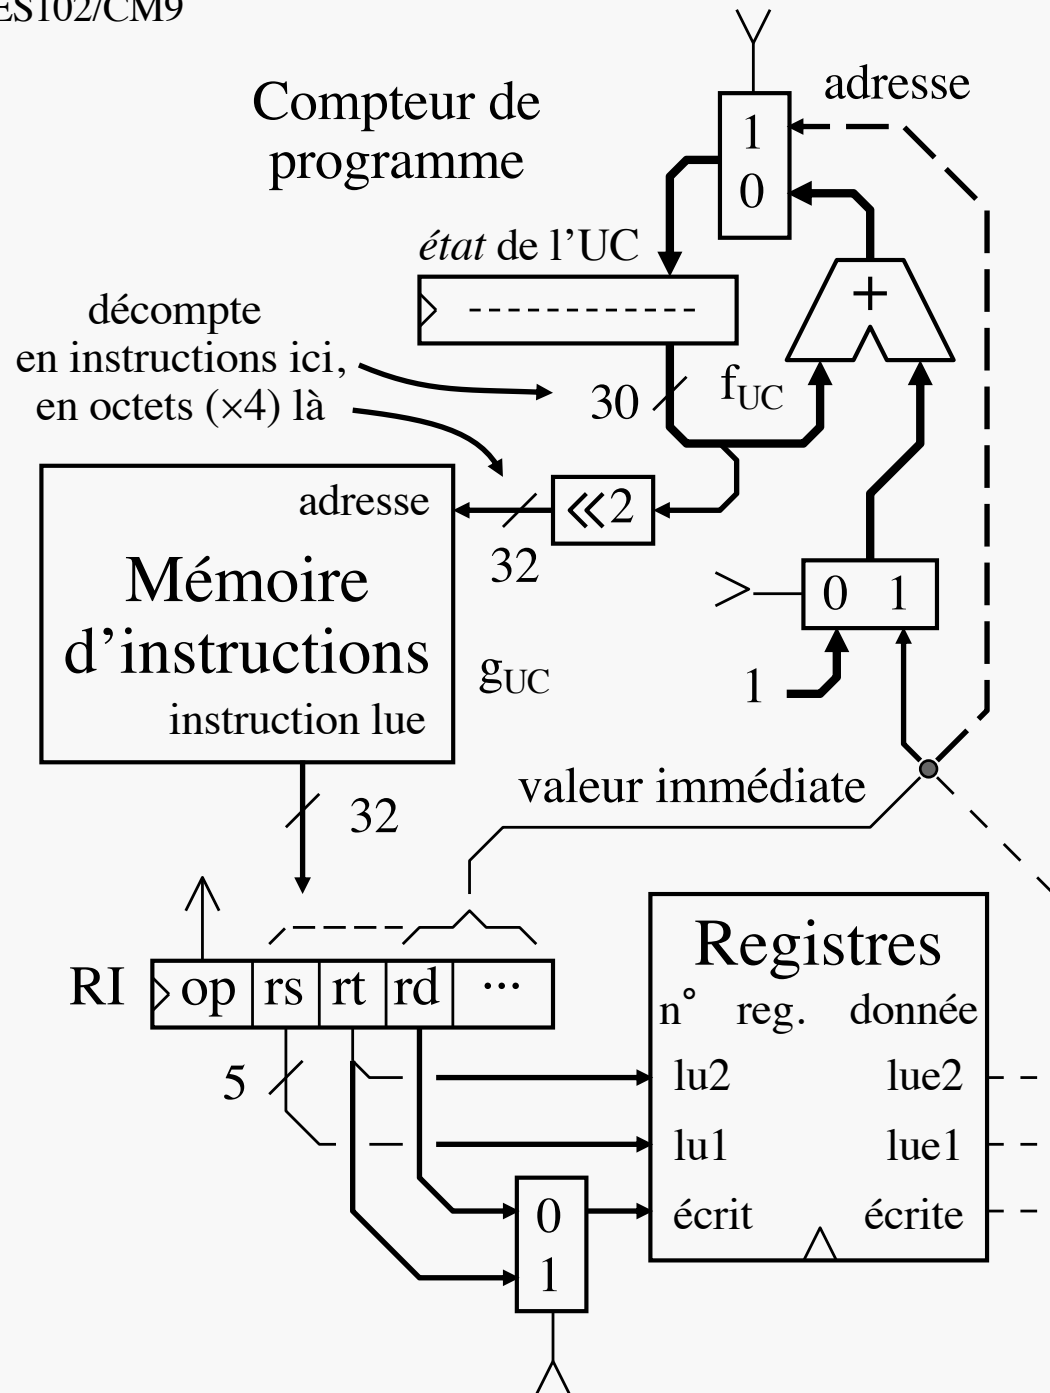 ES102/CM9
Compteur de
programme
adresse
1
0
état de l’UC
+
décompte
en instructions ici,
en octets (×4) là
30
fUC
adresse
≪2
32
Mémoire
d’instructions
instruction lue
gUC
0 1
1
valeur immédiate
32
RI
op rs rt rd ...
5
Registres
n° reg. donnée
lu2 lue2
lu1 lue1
écrit écrite
0
1